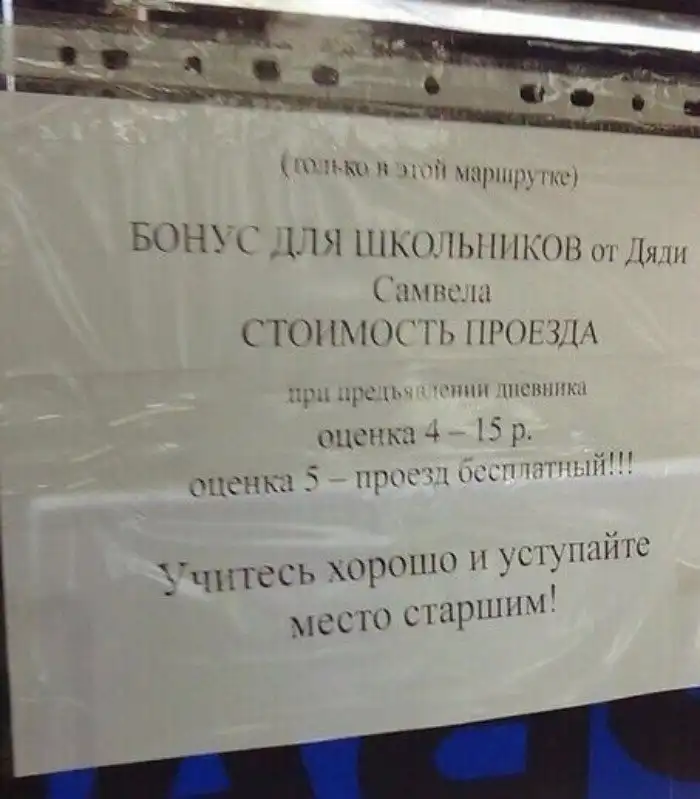 (только в этой маршрутке)
БОНУС ДЛЯ ШКОЛЬНИКОВ от Дяди
Самвела
СТОИМОСТЬ ПРОЕЗДА
при предъявлении дневника
оценка 4 – 15 р.
оценка 5 – проезд бесплатный!!!
Учитесь хорошо и уступайте
место старшим!